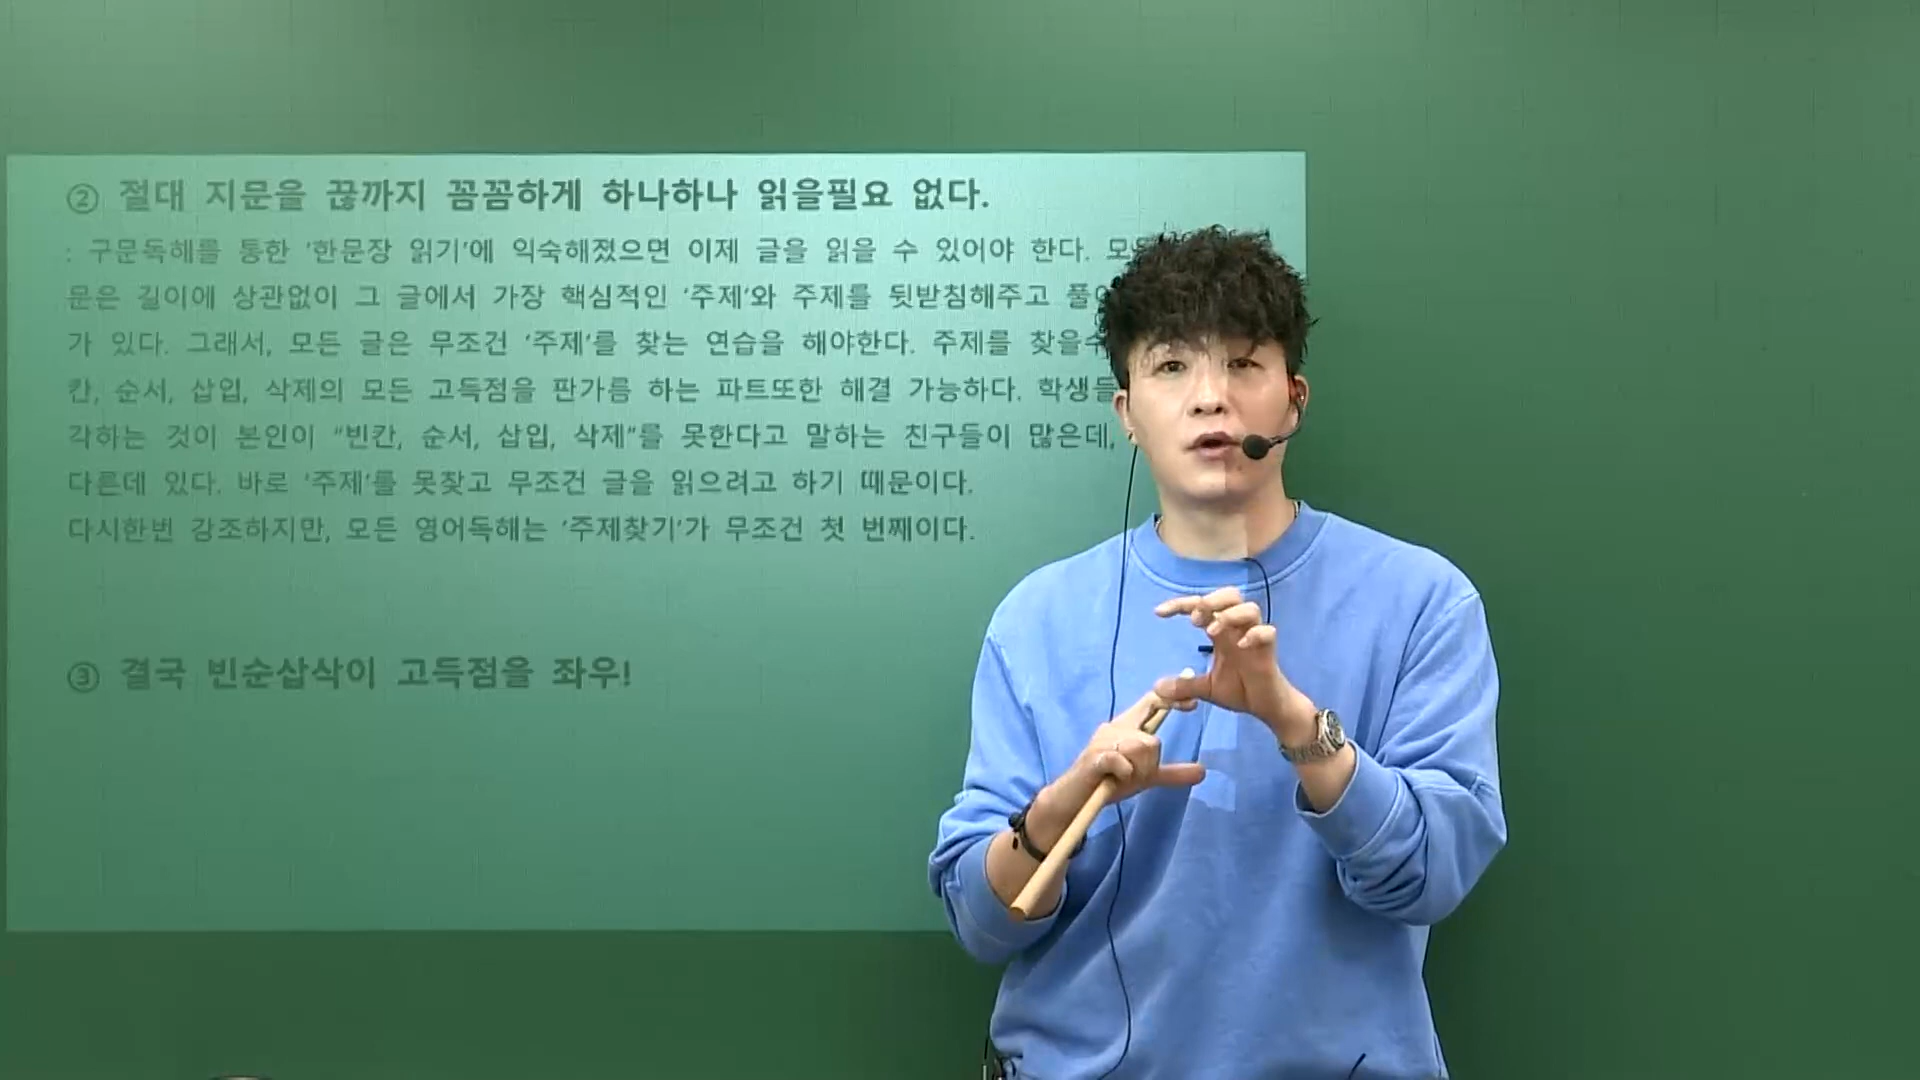 ② 절대 지문을 끊까지 꼼꼼하게 하나하나 읽을필요 없다.
: 구문독해를 통한 '한문장 읽기'에 익숙해졌으면 이제 글을 읽을 수 있어야 한다.
문은 길이에 상관없이 그 글에서 가장 핵심적인 '주제'와 주제를 뒷받침해주고
가 있다. 그래서, 모든 글은 무조건 '주제'를 찾는 연습을 해야한다. 주제를 찾을수
칸, 순서, 삽입, 삭제의 모든 고득점을 판가름 하는 파트또한 해결 가능하다. 학생들
각하는 것이 본인이 "빈칸, 순서, 삽입, 삭제"를 못한다고 말하는 친구들이 많은데,
다른데 있다. 바로 '주제'를 못찾고 무조건 글을 읽으려고 하기 때문이다.
다시한번 강조하지만, 모든 영어독해는 '주제찾기'가 무조건 첫 번째이다.
③ 결국 빈순삽삭이 고득점을 좌우!